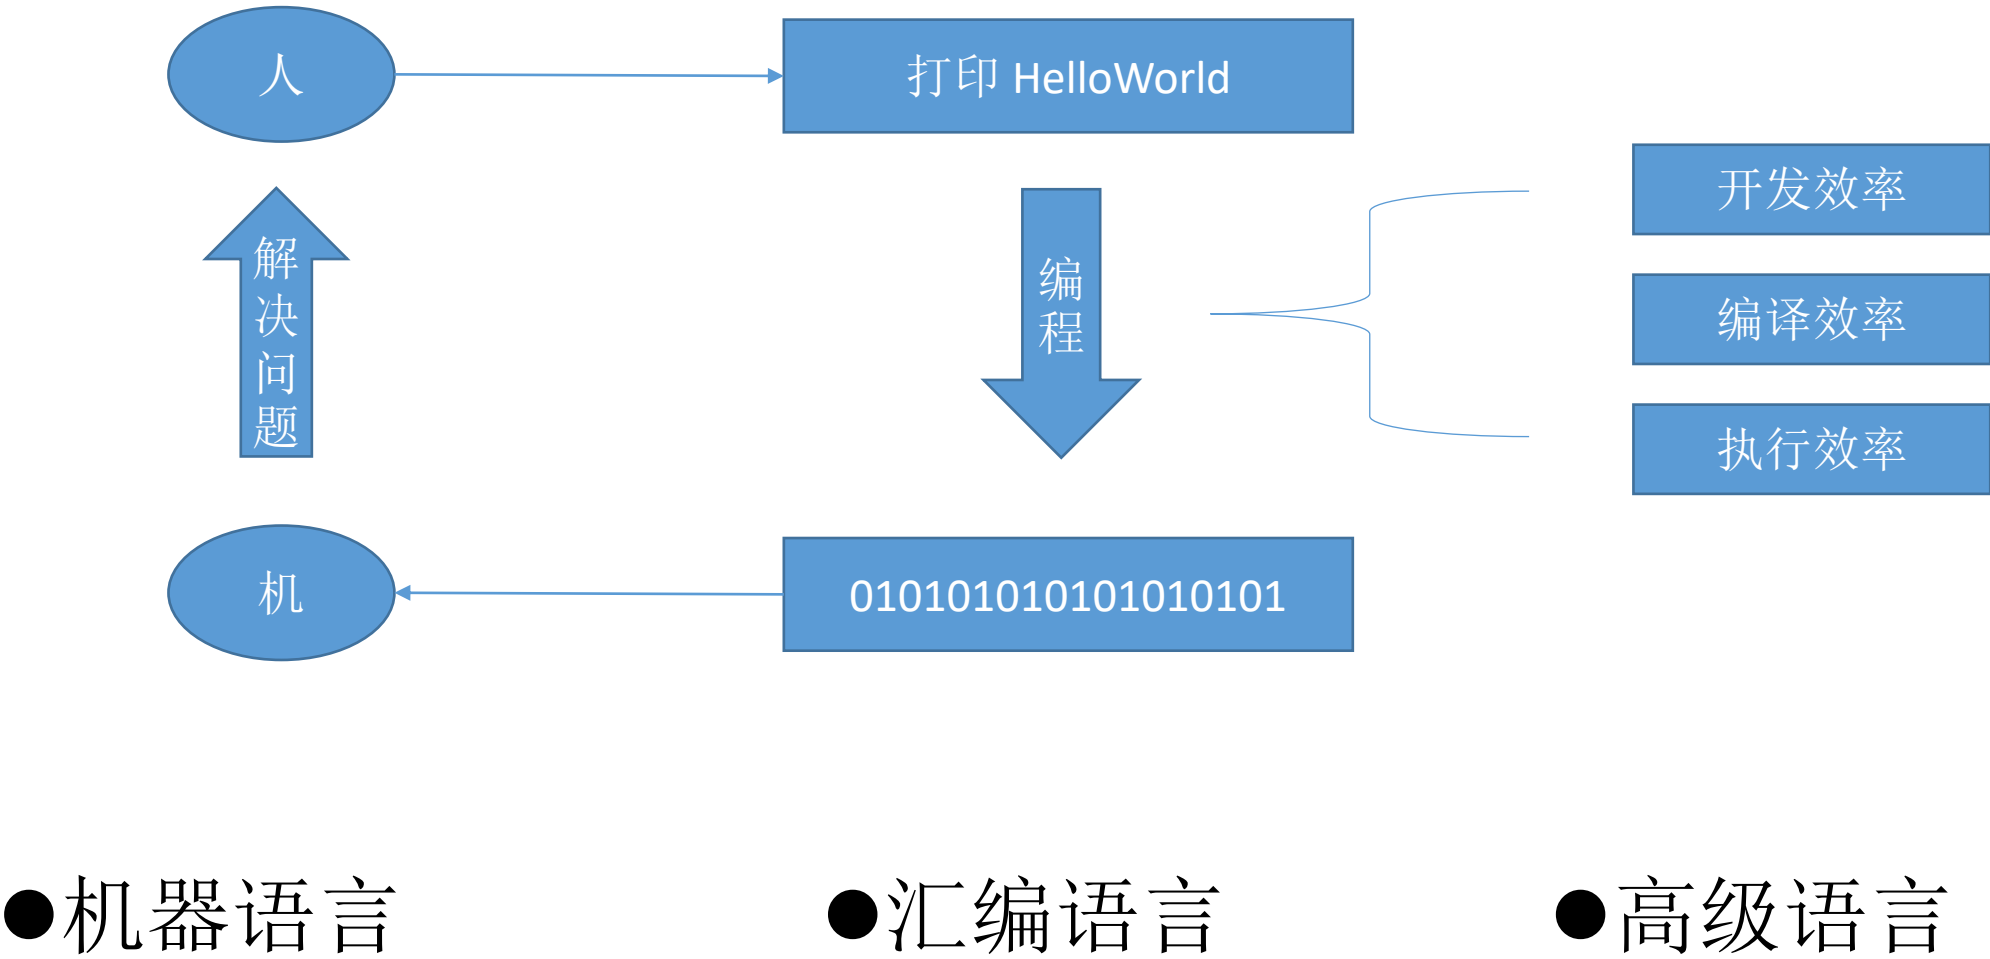 人
打印 HelloWorld
开发效率
解决问题
编程
编译效率
执行效率
机
010101010101010101
●机器语言
●汇编语言
●高级语言